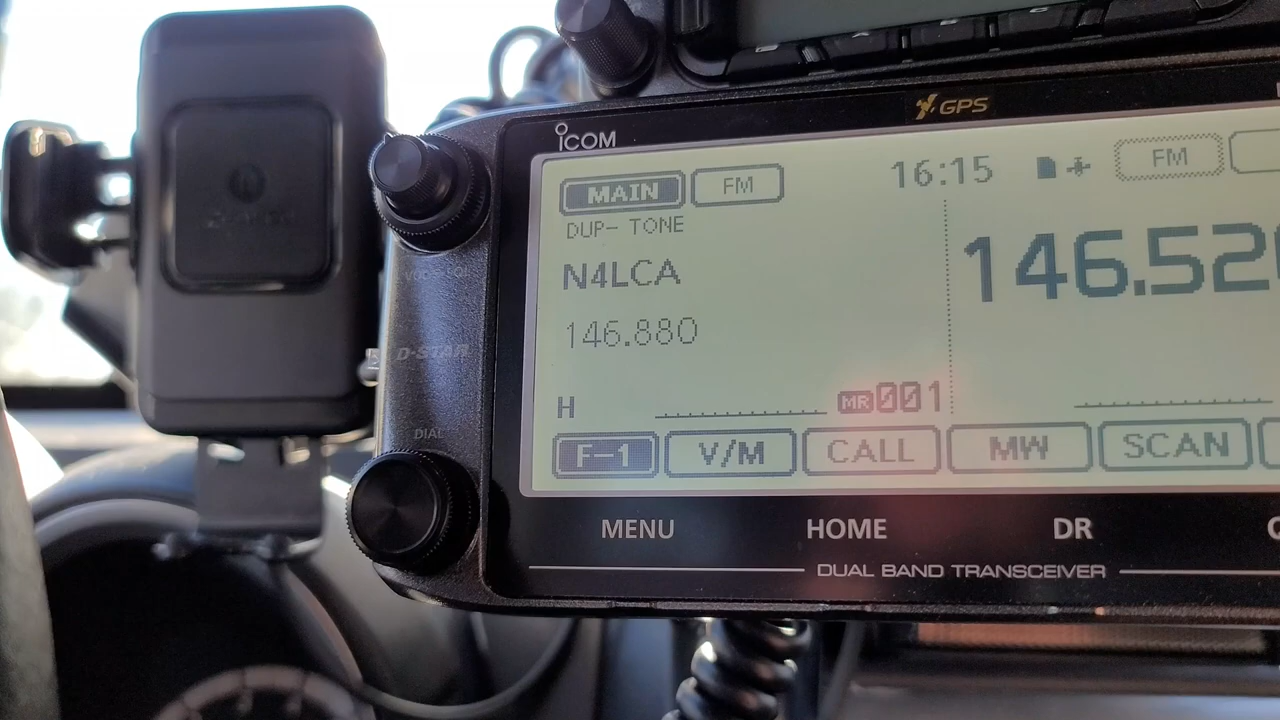 ICOM
GPS
MAIN FM 16:15 FM
DUP- TONE
N4LCA
146.52
146.880
D-STAR
H MR 001
DIAL
F-1 V/M CALL MW SCAN
MENU HOME DR
DUAL BAND TRANSCEIVER